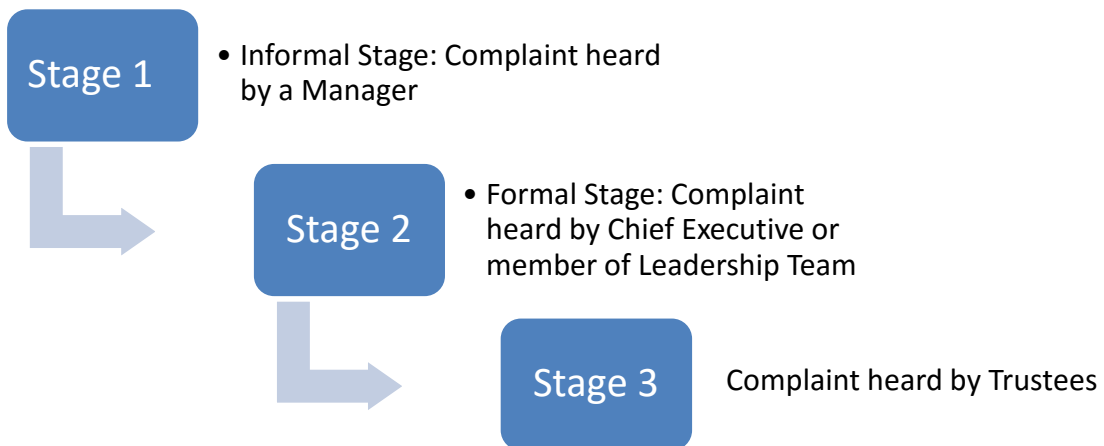 Stage 1
• Informal Stage: Complaint heard
by a Manager
Stage 2
• Formal Stage: Complaint
heard by Chief Executive or
member of Leadership Team
Stage 3
Complaint heard by Trustees